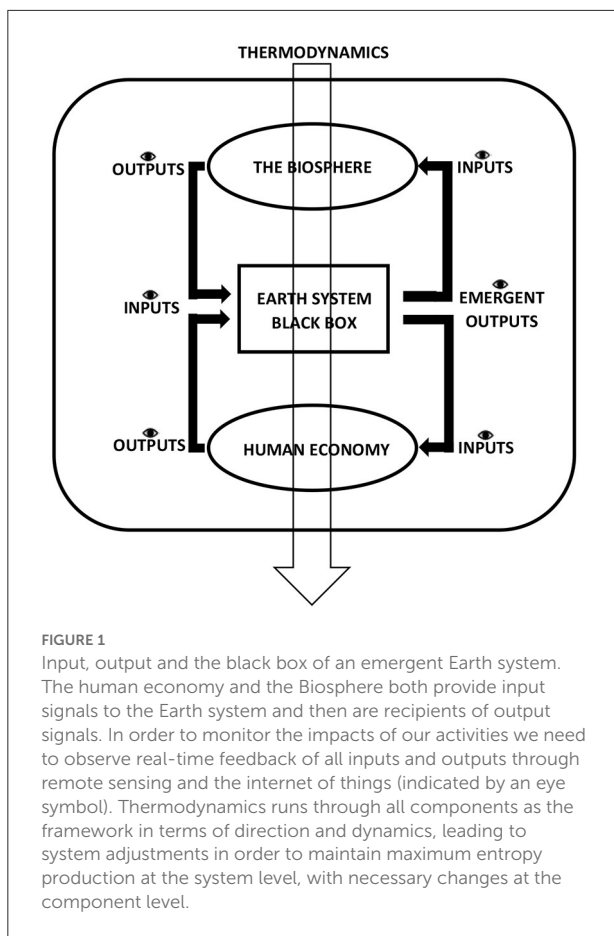 THERMODYNAMICS
OUTPUTS
THE BIOSPHERE
INPUTS
INPUTS
EARTH SYSTEM
BLACK BOX
EMERGENT
OUTPUTS
OUTPUTS
HUMAN ECONOMY
INPUTS
FIGURE 1
Input, output and the black box of an emergent Earth system.
The human economy and the Biosphere both provide input
signals to the Earth system and then are recipients of output
signals. In order to monitor the impacts of our activities we need
to observe real-time feedback of all inputs and outputs through
remote sensing and the internet of things (indicated by an eye
symbol). Thermodynamics runs through all components as the
framework in terms of direction and dynamics, leading to
system adjustments in order to maintain maximum entropy
production at the system level, with necessary changes at the
component level.